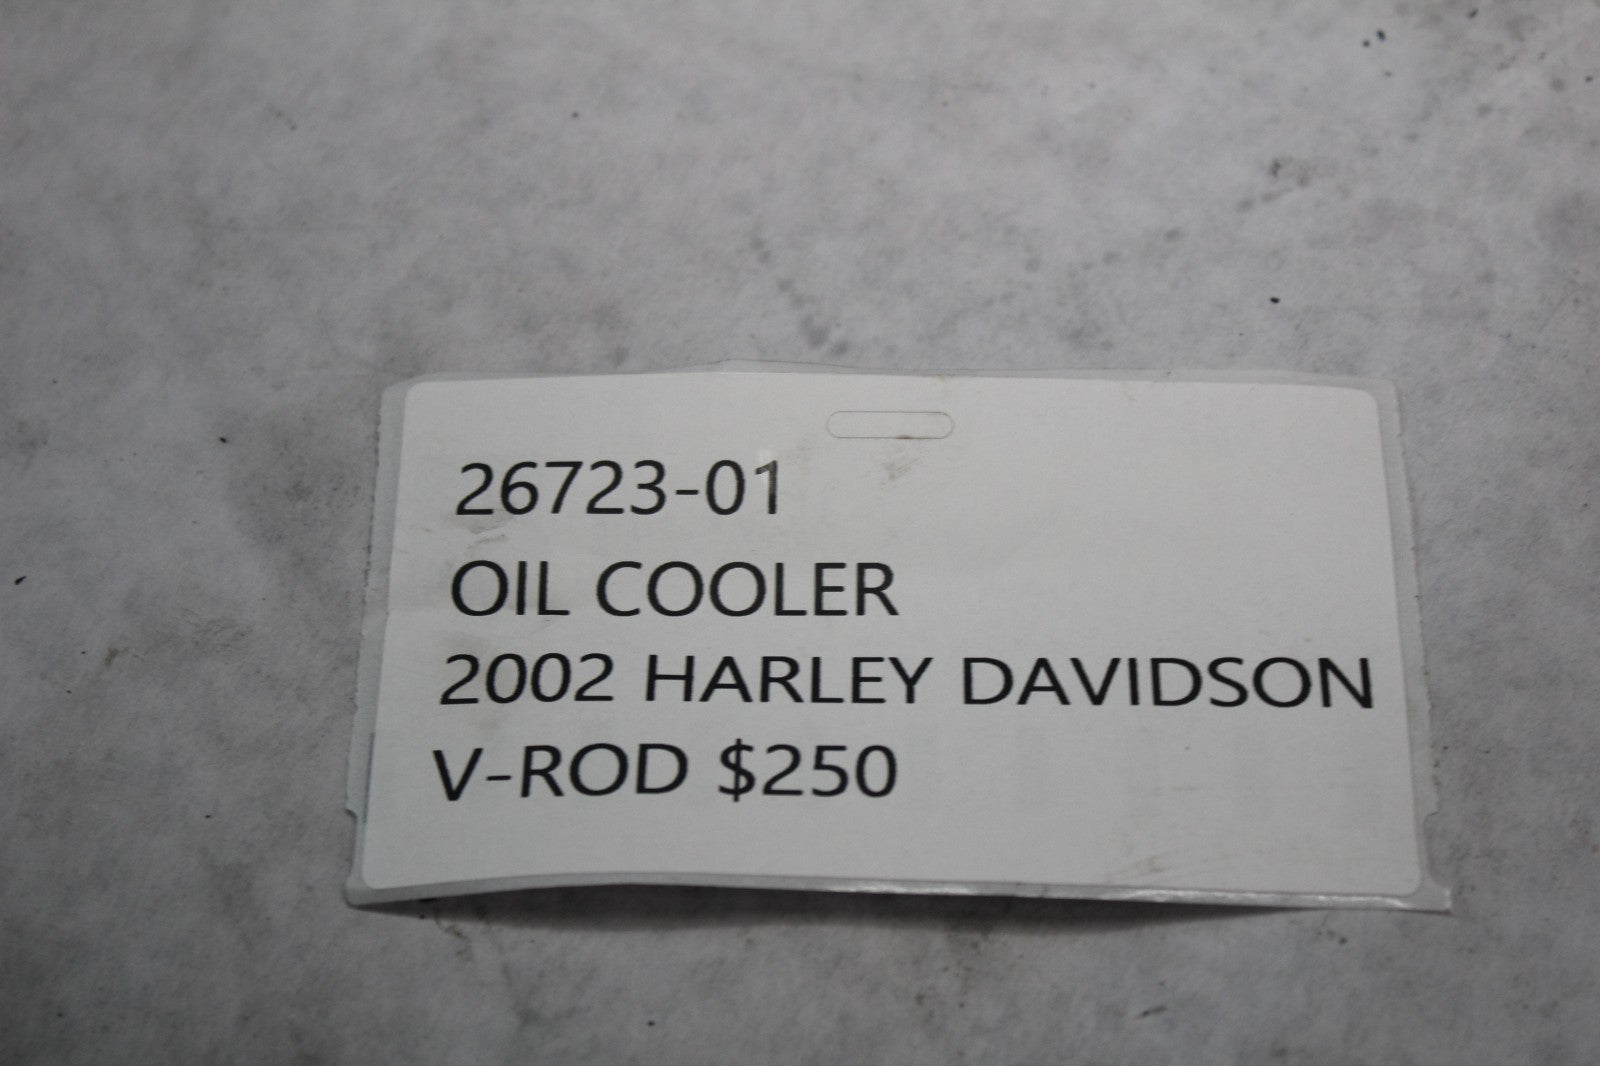 26723-01
OIL COOLER
2002 HARLEY DAVIDSON
V-ROD $250